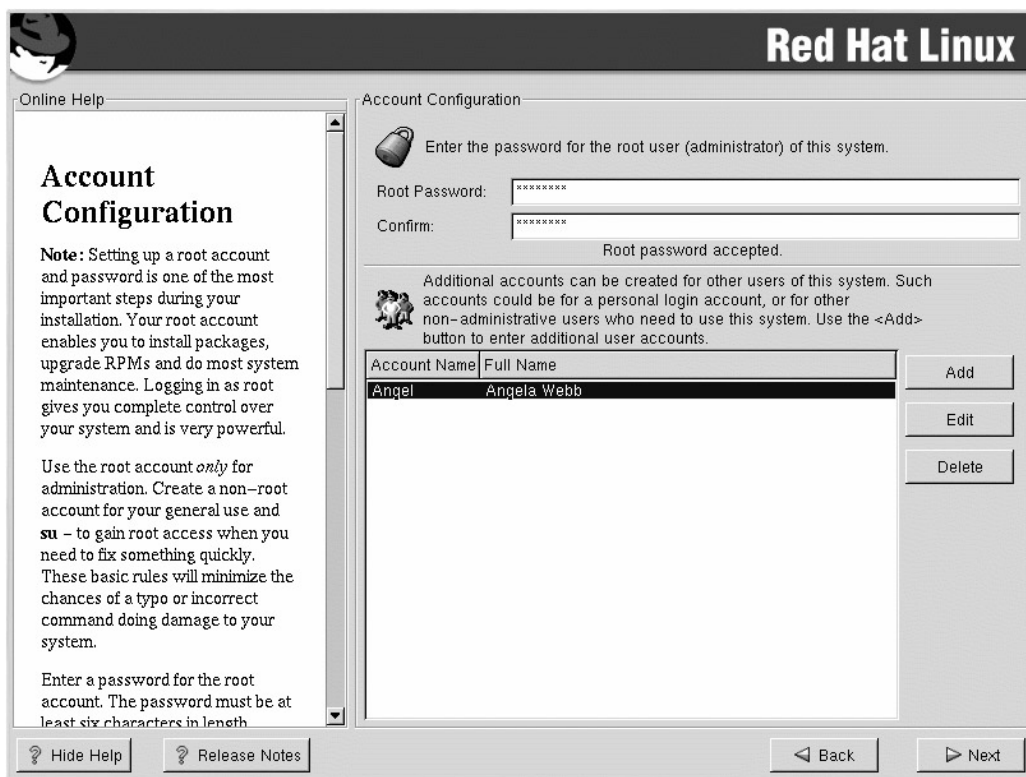 Red Hat Linux
Online Help
Account
Configuration
Note: Setting up a root account
and password is one of the most
important steps during your
installation. Your root account
enables you to install packages,
upgrade RPMs and do most system
maintenance. Logging in as root
gives you complete control over
your system and is very powerful.
Use the root account only for
administration. Create a non-root
account for your general use and
su - to gain root access when you
need to fix something quickly.
These basic rules will minimize the
chances of a typo or incorrect
command doing damage to your
system.
Enter a password for the root
account. The password must be at
least six characters in length.
Account Configuration
Enter the password for the root user (administrator) of this system.
Root Password: ********
Confirm: ********
Root password accepted.
Additional accounts can be created for other users of this system. Such
accounts could be for a personal login account, or for other
non-administrative users who need to use this system. Use the <Add>
button to enter additional user accounts.
Account Name Full Name
Angel Angela Webb
Add
Edit
Delete
Hide Help
Release Notes
Back
Next